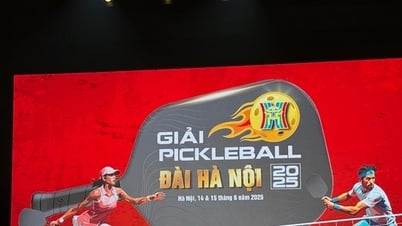 GIẢI
PICKLEBALL
ĐÀI HÀ NỘI 2025
Hà Nội, 14 & 15 tháng 6 năm 2025